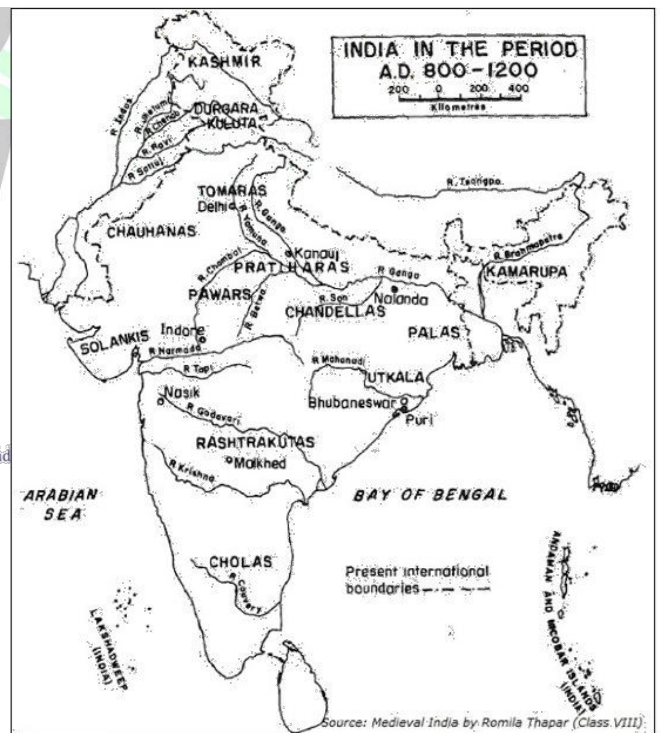 INDIA IN THE PERIOD
A.D. 800-1200
200 0 200 400
Kilometres
KASHMIR
R. Indus
R. Jhelum
R. Chenab
DURGARA
KULUTA
R. Ravi
R. Sutluj
R. Tsangpo
TOMARAS
Delhi
R. Ganga
R. Yamuna
CHAUHANAS
Kanauj
R. Brahmaputra
R. Chambal
PRATIHARAS
KAMARUPA
R. Ganga
PAWARS
R. Betwa
R. Son
Nalanda
CHANDELLAS
PALAS
Indore
SOLANKIS
R. Narmada
R. Tapi
R. Mahanadi
UTKALA
Nasik
Bhubaneswar
R. Godavari
Puri
RASHTRAKUTAS
id
Malkhed
R. Krishna
ARABIAN
SEA
BAY OF BENGAL
CHOLAS
Present international
boundaries
R. Cauvery
LAKSHADWEEP
(INDIA)
ANDAMAN AND NICOBAR ISLANDS
(INDIA)
Source: Medieval India by Romila Thapar (Class VIII)